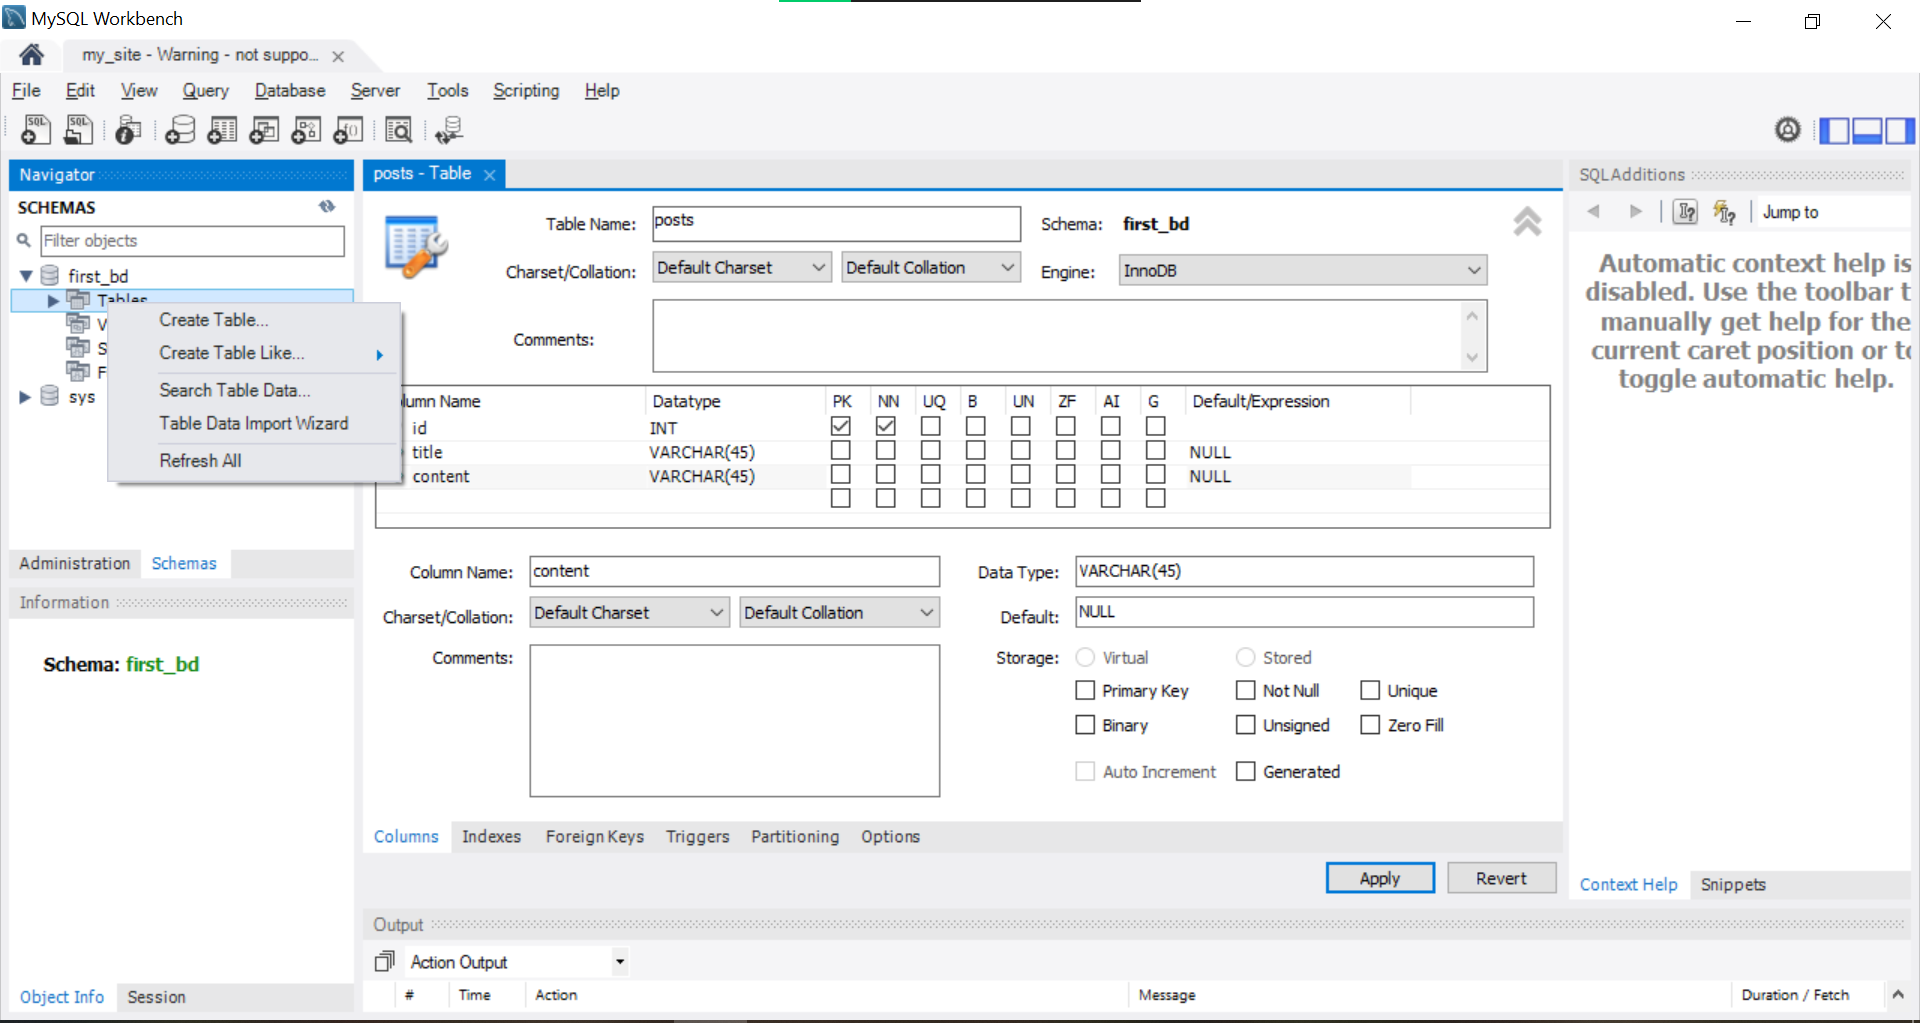 MySQL Workbench
my_site - Warning - not suppo...
File Edit View Query Database Server Tools Scripting Help
SQL SQL
Navigator
SCHEMAS
Filter objects
first_bd
Tables
V
S
F
sys
Create Table...
Create Table Like...
Search Table Data...
Table Data Import Wizard
Refresh All
Administration Schemas
Information
Schema: first_bd
Object Info Session
posts - Table
Table Name: posts Schema: first_bd
Charset/Collation: Default Charset Default Collation Engine: InnoDB
Comments:
lumn Name Datatype PK NN UQ B UN ZF AI G Default/Expression
id INT
title VARCHAR(45) NULL
content VARCHAR(45) NULL
Column Name: content Data Type: VARCHAR(45)
Charset/Collation: Default Charset Default Collation Default: NULL
Comments: Storage: Virtual Stored
Primary Key Not Null Unique
Binary Unsigned Zero Fill
Auto Increment Generated
Columns Indexes Foreign Keys Triggers Partitioning Options
Apply Revert
Output
Action Output
# Time Action Message Duration / Fetch
SQLAdditions
Jump to
Automatic context help is
disabled. Use the toolbar t
manually get help for the
current caret position or to
toggle automatic help.
Context Help Snippets